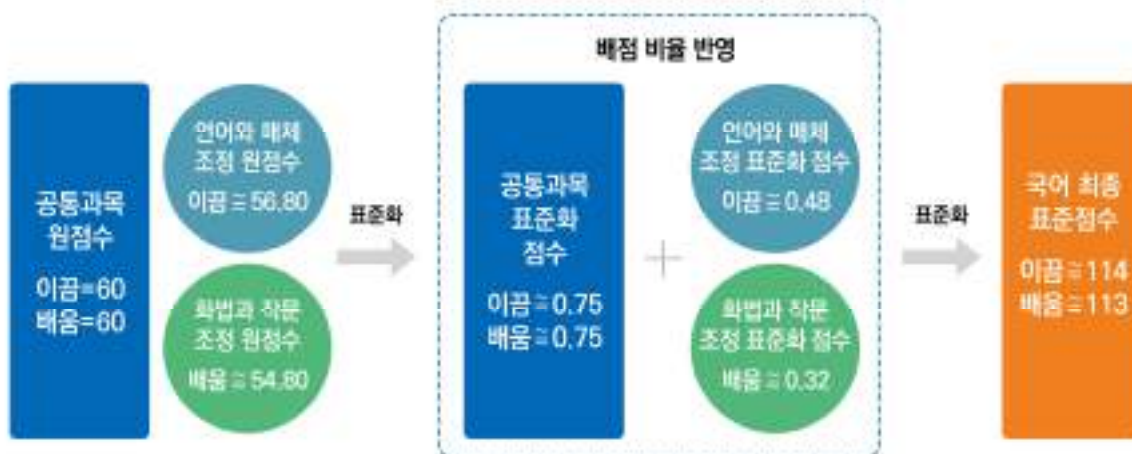 배점 비율 반영
공통과목
원점수
이끔=60
배움=60
언어와 매체
조정 원점수
이끔≅56.80
화법과 작문
조정 원점수
배움≅54.80
표준화
공통과목
표준화
점수
이끔≅0.75
배움≅0.75
+
언어와 매체
조정 표준화 점수
이끔≅0.48
화법과 작문
조정 표준화 점수
배움≅0.32
표준화
국어 최종
표준점수
이끔≅114
배움≅113